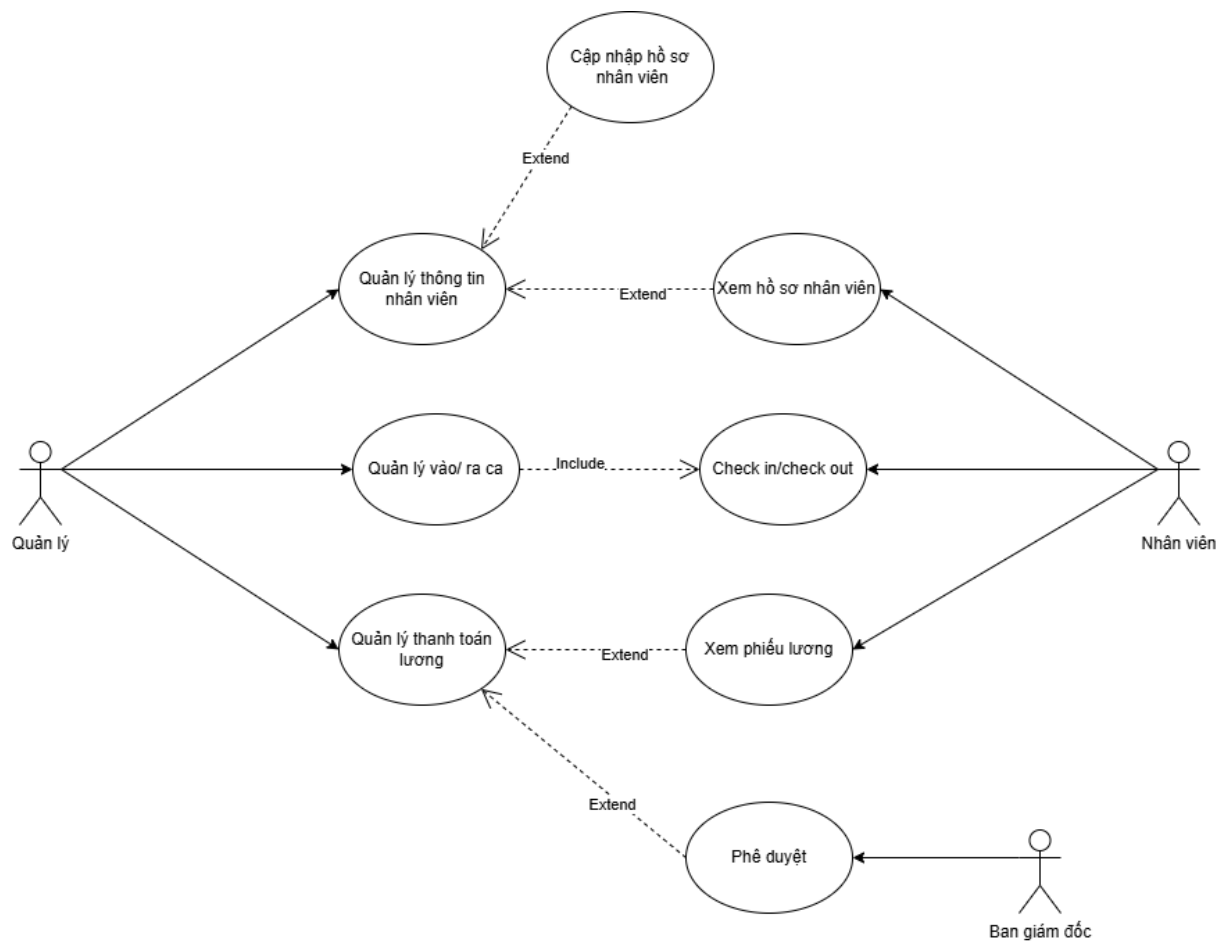 Cập nhập hồ sơ
nhân viên
Extend
Quản lý thông tin
nhân viên
Extend
Xem hồ sơ nhân viên
Quản lý vào/ ra ca
Include
Check in/check out
Quản lý
Nhân viên
Quản lý thanh toán
lương
Extend
Xem phiếu lương
Extend
Phê duyệt
Ban giám đốc